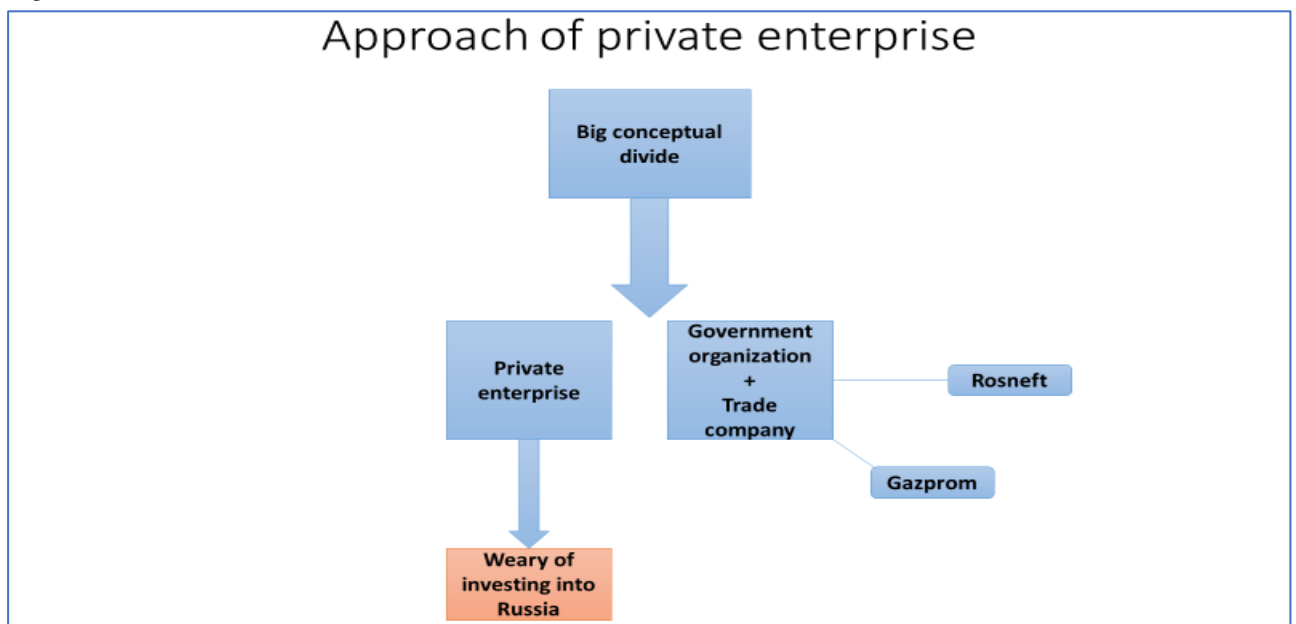 Approach of private enterprise
Big conceptual
divide
Private
enterprise
Government
organization
+
Trade
company
Rosneft
Gazprom
Weary of
investing into
Russia